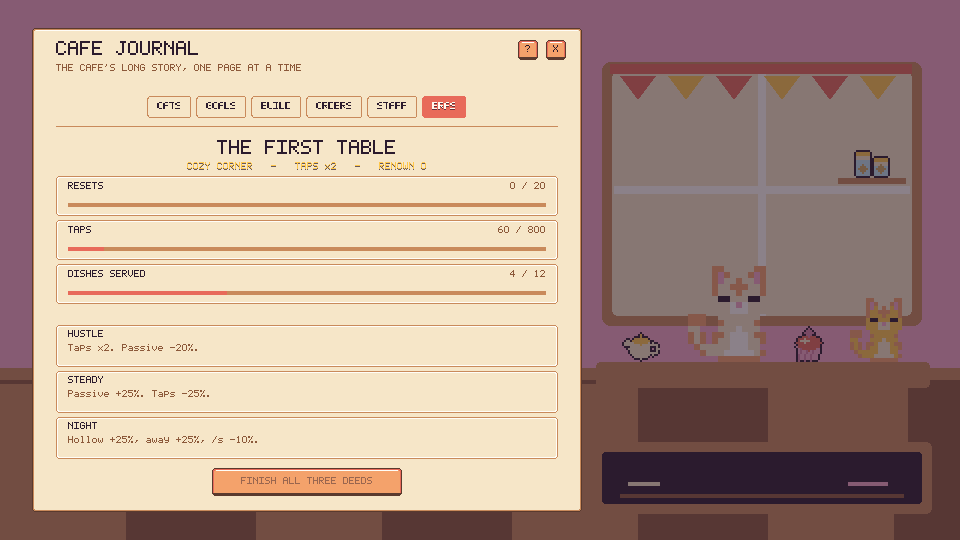 CAFE JOURNAL
? X
THE CAFE'S LONG STORY, ONE PAGE AT A TIME
CATS GOALS BUILD ORDERS STAFF ERAS
THE FIRST TABLE
COZY CORNER - TAPS x2 - RENOWN 0
RESETS 0 / 20
TAPS 60 / 800
DISHES SERVED 4 / 12
HUSTLE
Taps x2. Passive -20%.
STEADY
Passive +25%. Taps -25%.
NIGHT
Hollow +25%, away +25%, /s -10%.
FINISH ALL THREE DEEDS